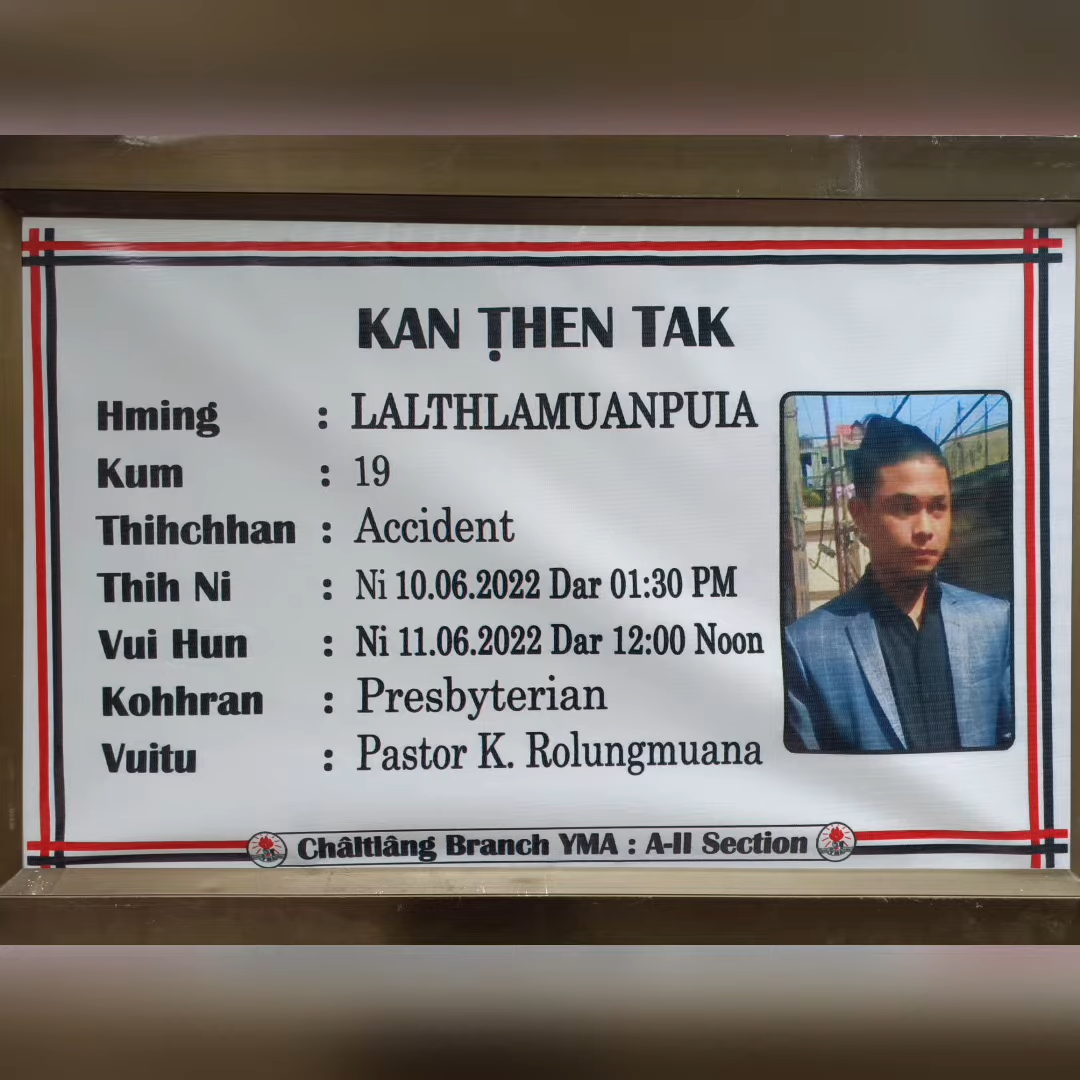 KAN ṬHEN TAK
Hming : LALTHLAMUANPUIA
Kum : 19
Thihchhan : Accident
Thih Ni : Ni 10.06.2022 Dar 01:30 PM
Vui Hun : Ni 11.06.2022 Dar 12:00 Noon
Kohhran : Presbyterian
Vuitu : Pastor K. Rolungmuana
Châltlâng Branch YMA : A-II Section